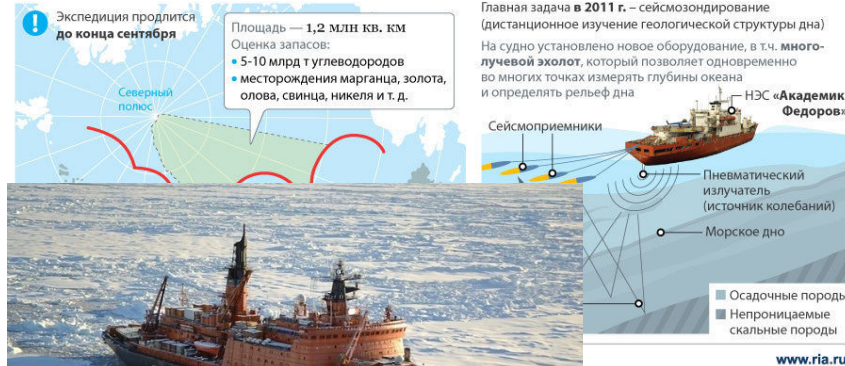 Экспедиция продлится
до конца сентября
Площадь — 1,2 млн кв. км
Оценка запасов:
• 5-10 млрд т углеводородов
• месторождения марганца, золота,
олова, свинца, никеля и т. д.
Северный
полюс
Главная задача в 2011 г. – сейсмозондирование
(дистанционное изучение геологической структуры дна)
На судно установлено новое оборудование, в т.ч. много-
лучевой эхолот, который позволяет одновременно
во многих точках измерять глубины океана
и определять рельеф дна
НЭС «Академик
Федоров»
Сейсмоприемники
Пневматический
излучатель
(источник колебаний)
Морское дно
Осадочные породы
Непроницаемые
скальные породы
www.ria.ru